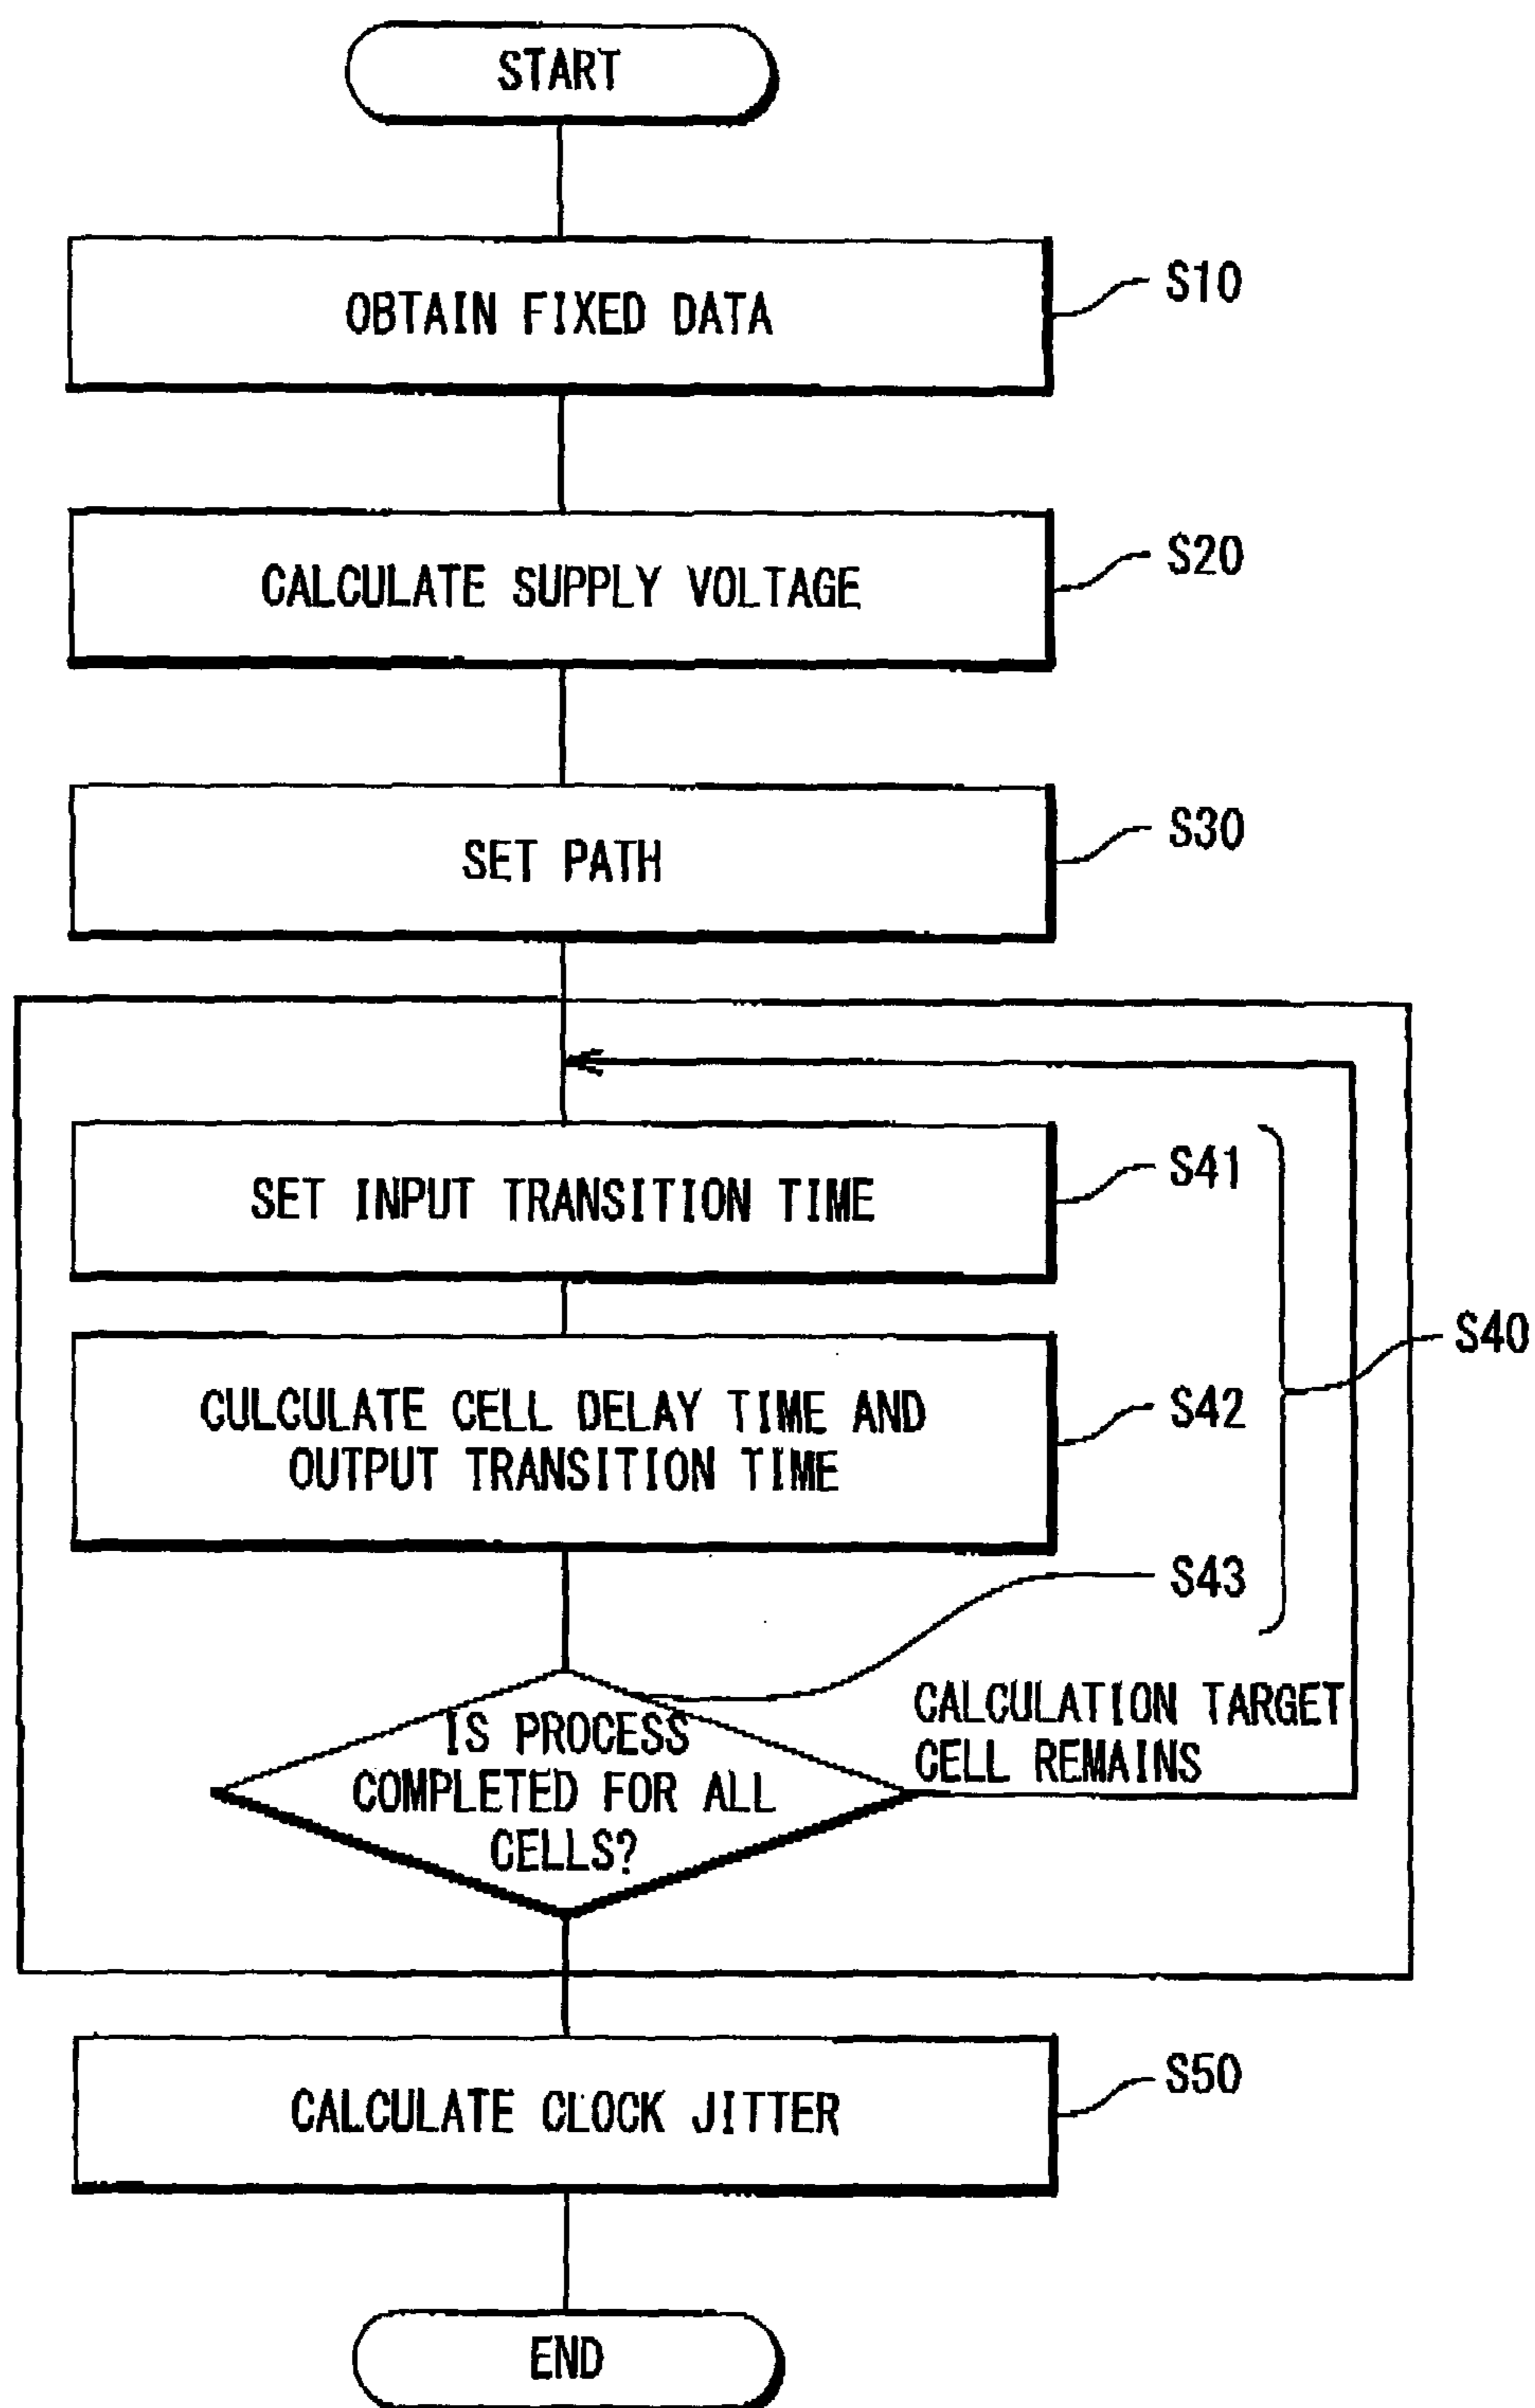 START
OBTAIN FIXED DATA
S10
CALCULATE SUPPLY VOLTAGE
S20
SET PATH
S30
SET INPUT TRANSITION TIME
S41
S40
CULCULATE CELL DELAY TIME AND
OUTPUT TRANSITION TIME
S42
S43
IS PROCESS
COMPLETED FOR ALL
CELLS?
CALCULATION TARGET
CELL REMAINS
CALCULATE CLOCK JITTER
S50
END